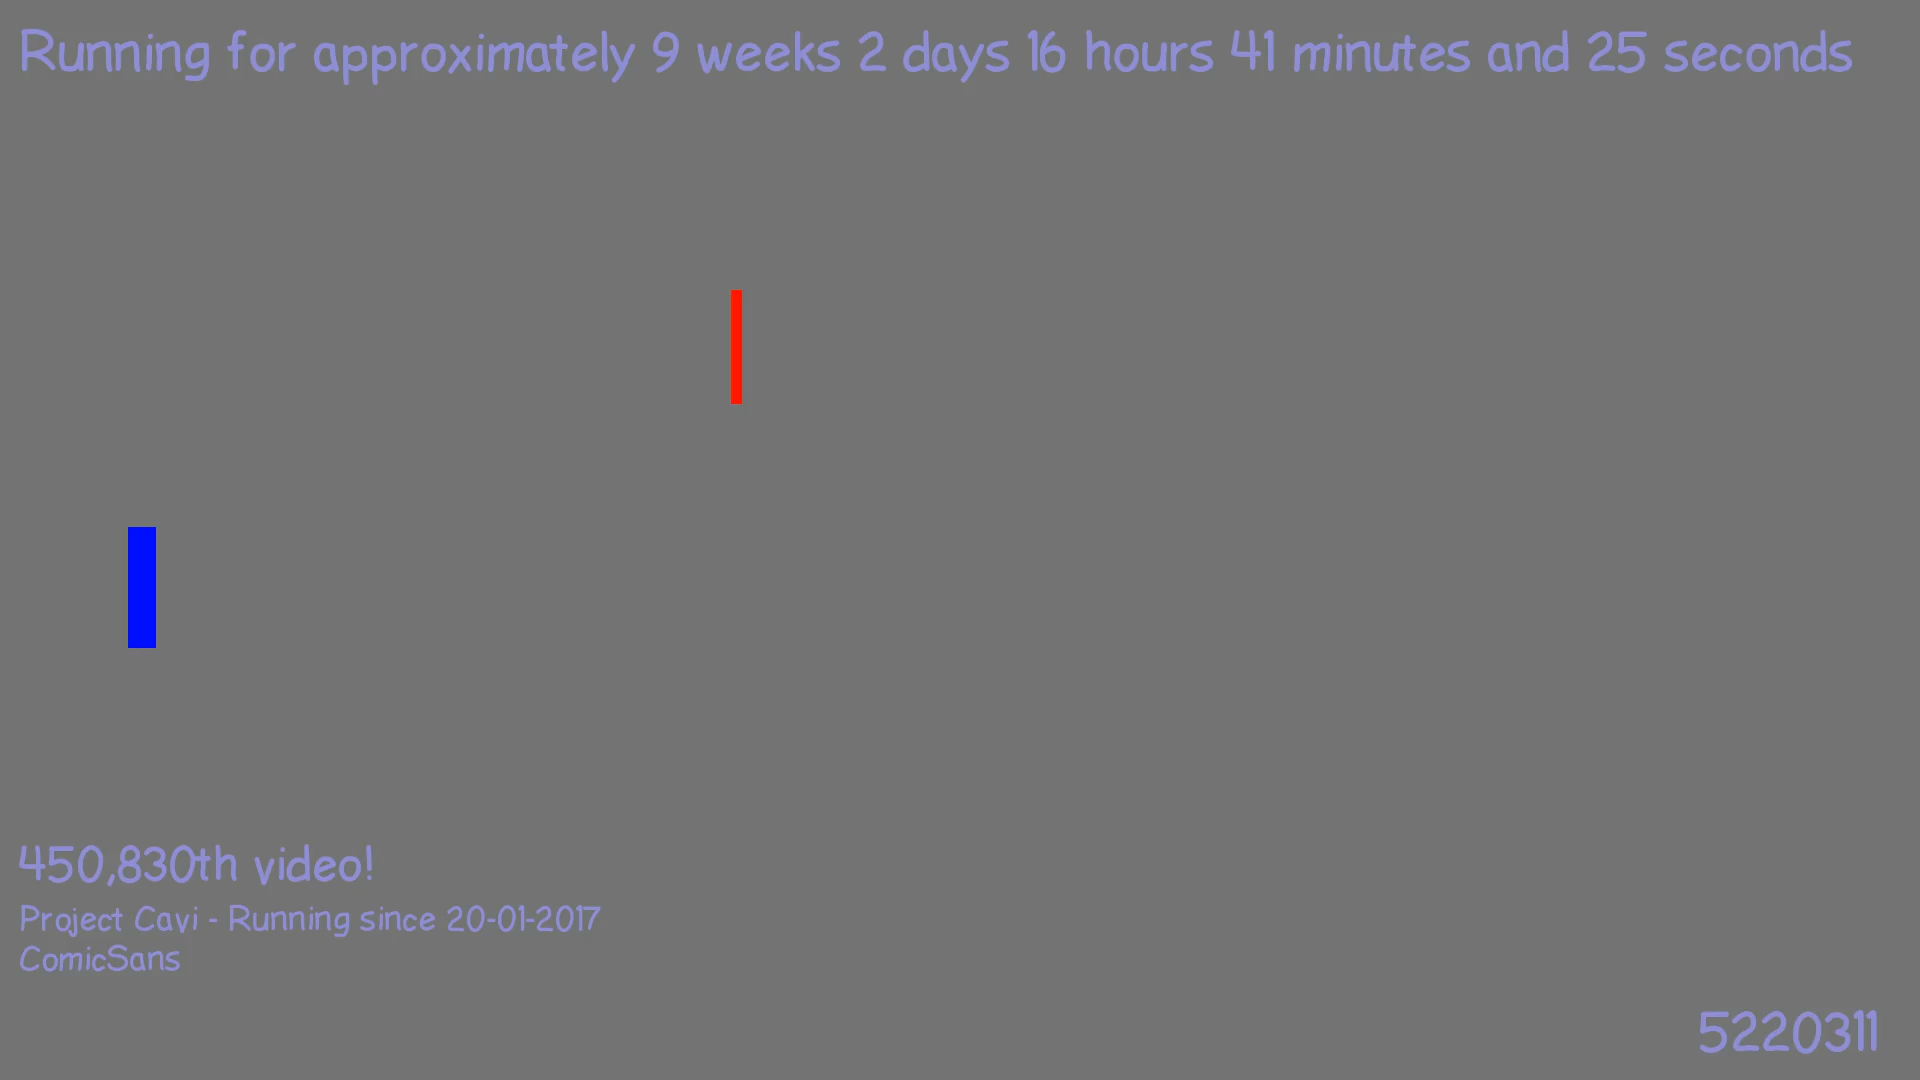 Running for approximately 9 weeks 2 days 16 hours 41 minutes and 25 seconds
450,830th video!
Project Cavi - Running since 20-01-2017
ComicSans
5220311